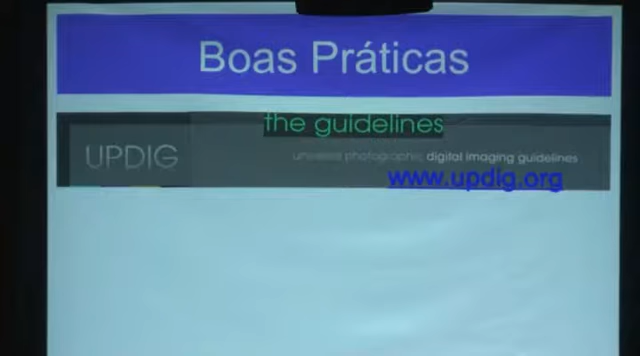 Boas Práticas
the guidelines
UPDIG
universal photographic digital imaging guidelines
www.updig.org